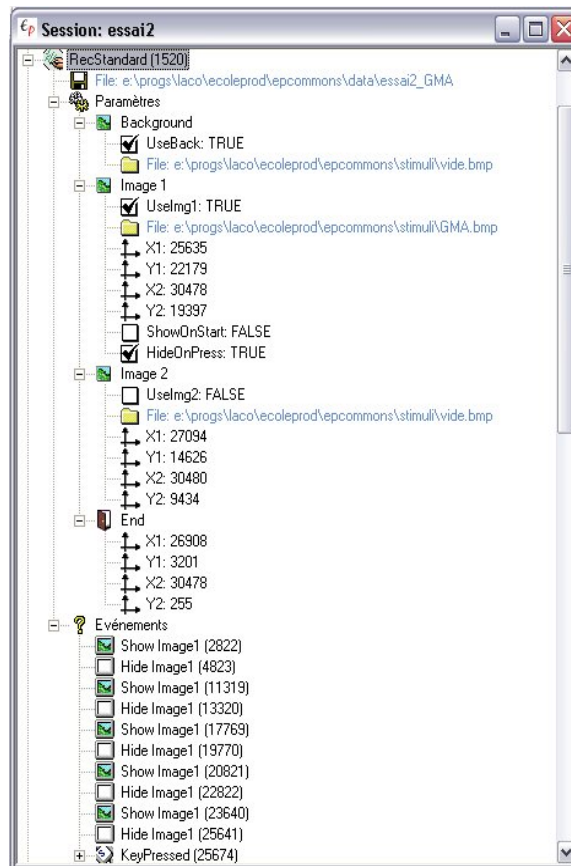 Session: essai2
RecStandard (1520)
File: e:\progs\laco\ecoleprod\epcommons\data\essai2_GMA
Paramètres
Background
UseBack: TRUE
File: e:\progs\laco\ecoleprod\epcommons\stimuli\vide.bmp
Image 1
UseImg1: TRUE
File: e:\progs\laco\ecoleprod\epcommons\stimuli\GMA.bmp
X1: 25635
Y1: 22179
X2: 30478
Y2: 19397
ShowOnStart: FALSE
HideOnPress: TRUE
Image 2
UseImg2: FALSE
File: e:\progs\laco\ecoleprod\epcommons\stimuli\vide.bmp
X1: 27094
Y1: 14626
X2: 30480
Y2: 9434
End
X1: 26908
Y1: 3201
X2: 30478
Y2: 255
Evénements
Show Image1 (2822)
Hide Image1 (4823)
Show Image1 (11319)
Hide Image1 (13320)
Show Image1 (17769)
Hide Image1 (19770)
Show Image1 (20821)
Hide Image1 (22822)
Show Image1 (23640)
Hide Image1 (25641)
KeyPressed (25674)